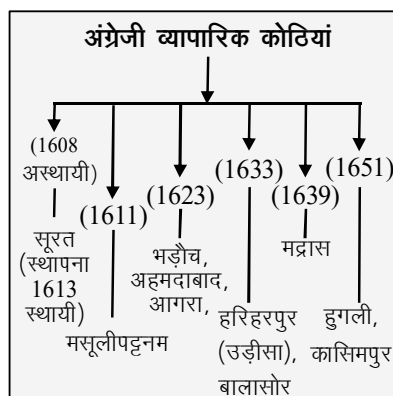 अंग्रेजी व्यापारिक कोठियां
(1608
अस्थायी)
सूरत
(स्थापना
1613
स्थायी)
(1611)
मसूलीपट्टनम
(1623)
भड़ौच,
अहमदाबाद,
आगरा,
(1633)
हरिहरपुर
(उड़ीसा),
बालासोर
(1639)
मद्रास
(1651)
हुगली,
कासिमपुर